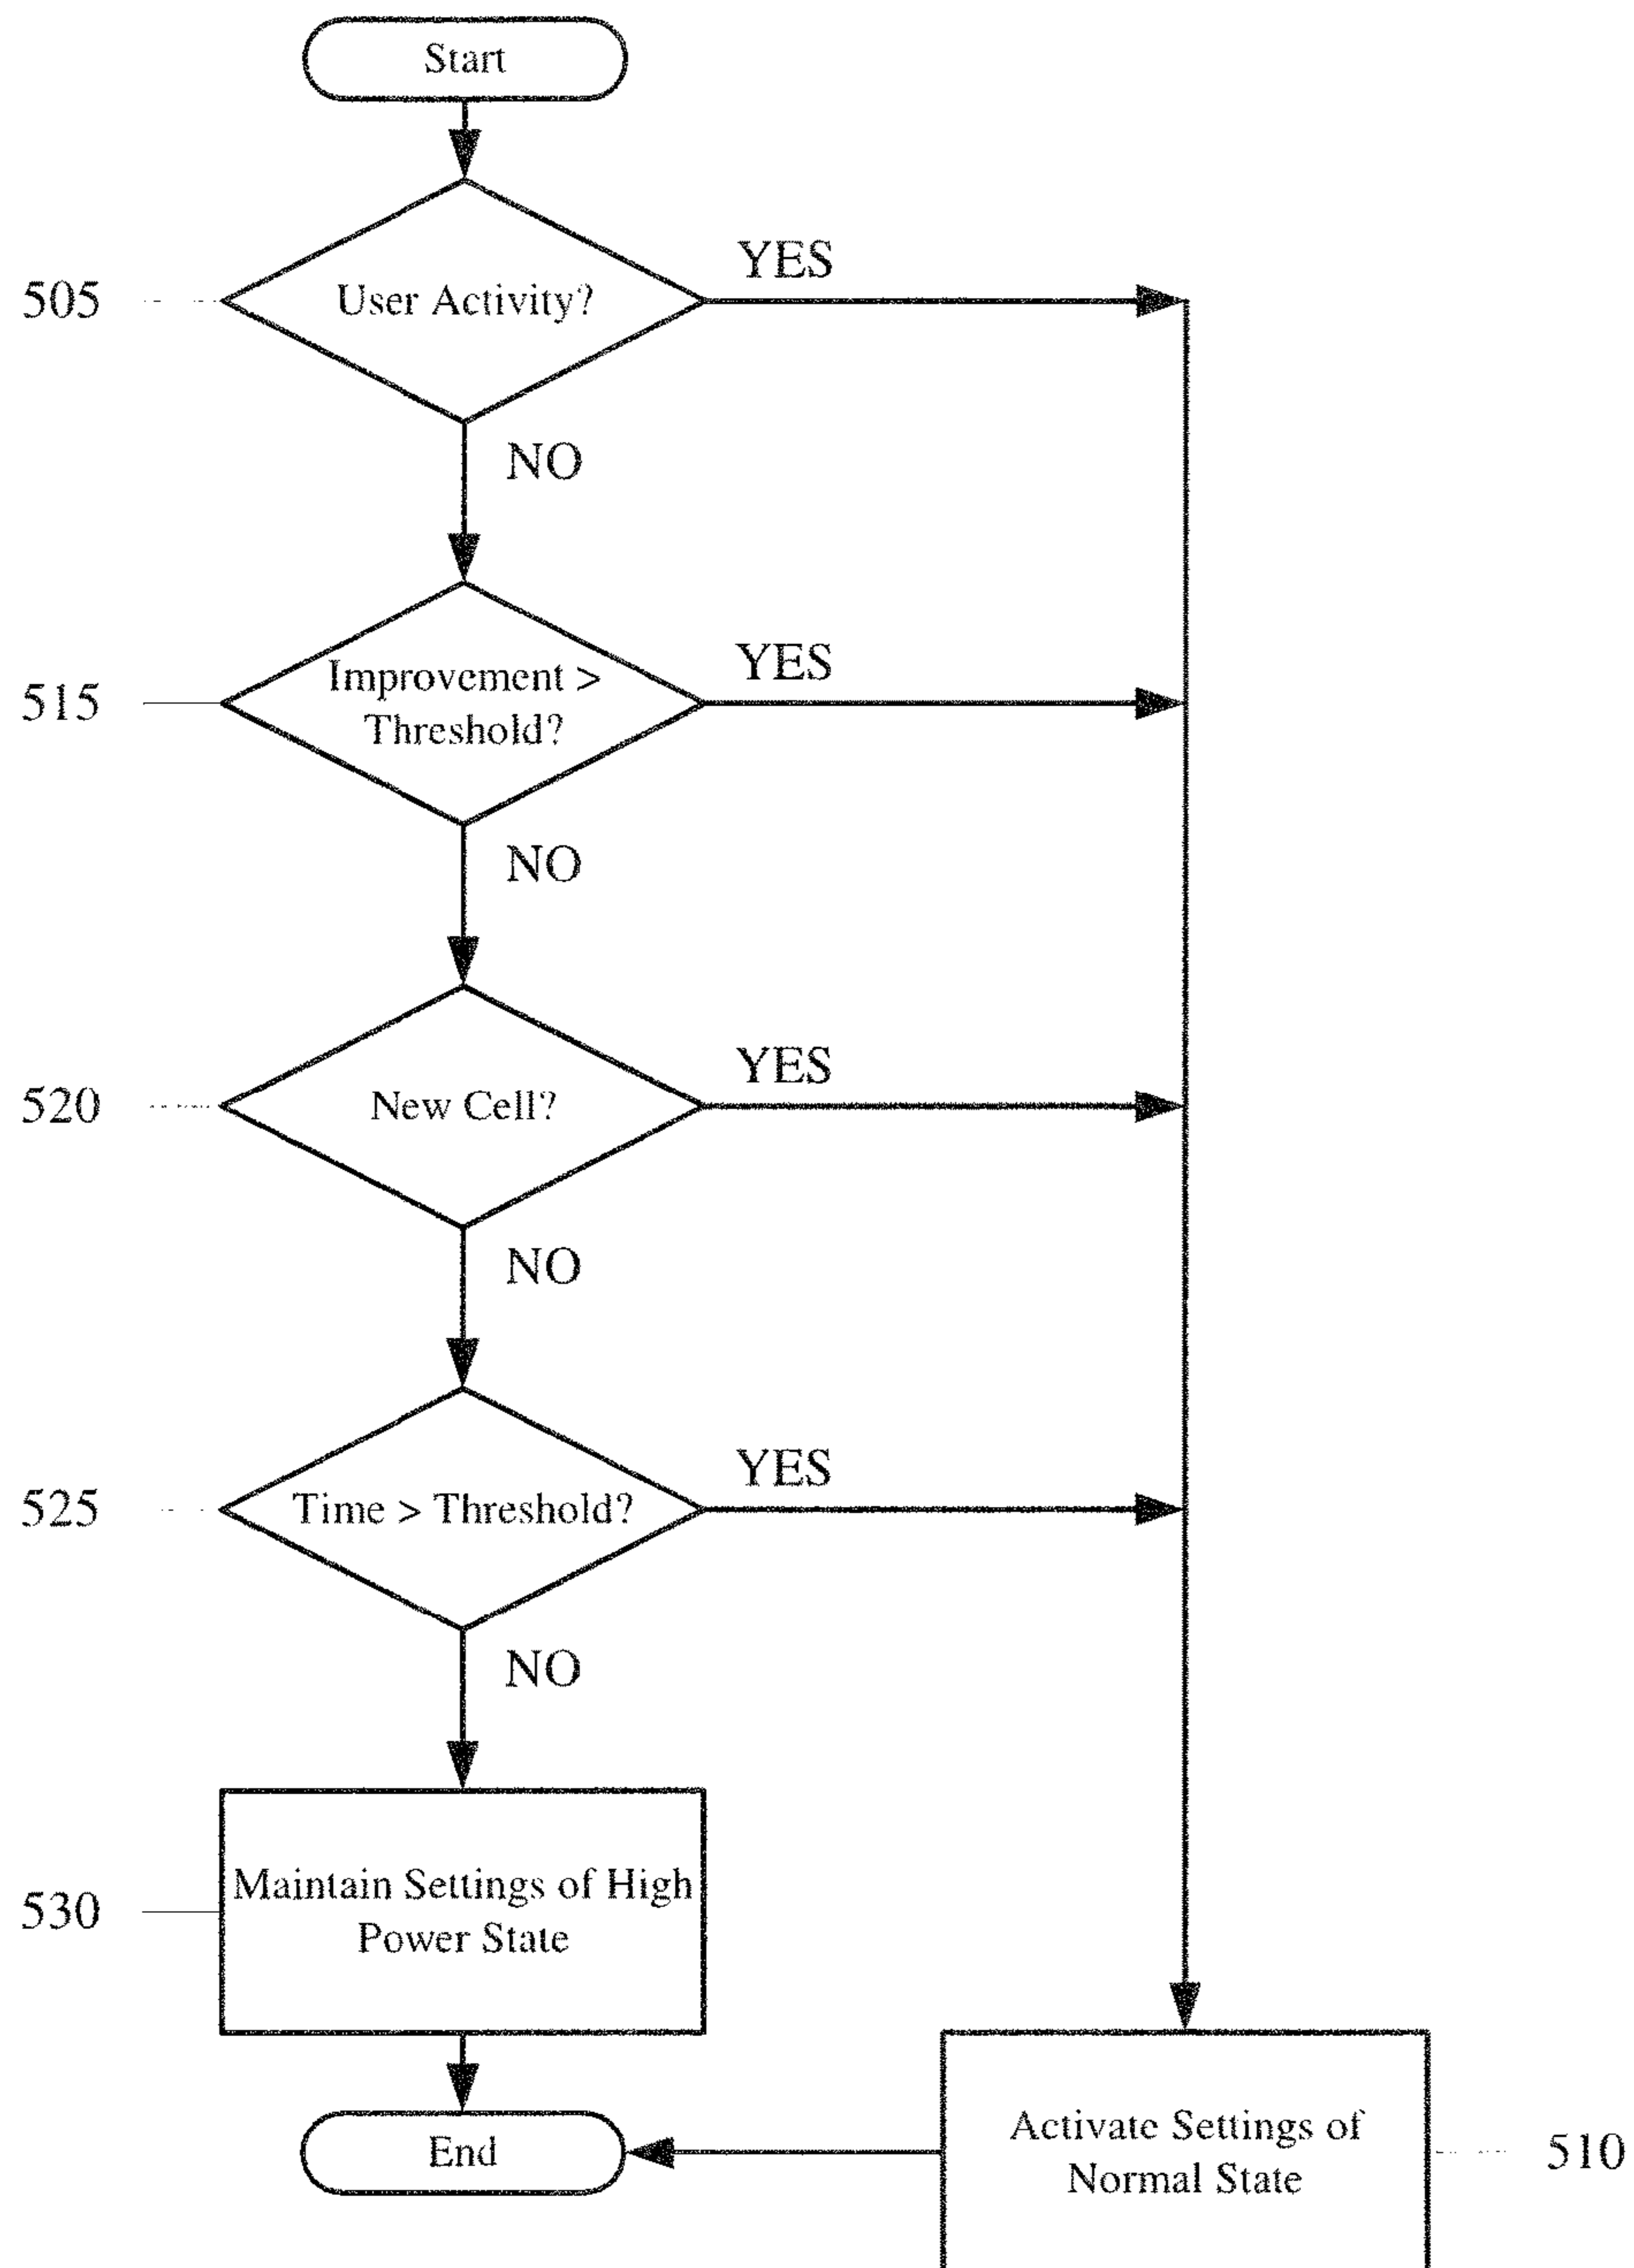 Start
505
User Activity?
YES
NO
515
Improvement >
Threshold?
YES
NO
520
New Cell?
YES
NO
525
Time > Threshold?
YES
NO
530
Maintain Settings of High
Power State
End
Activate Settings of
Normal State
510